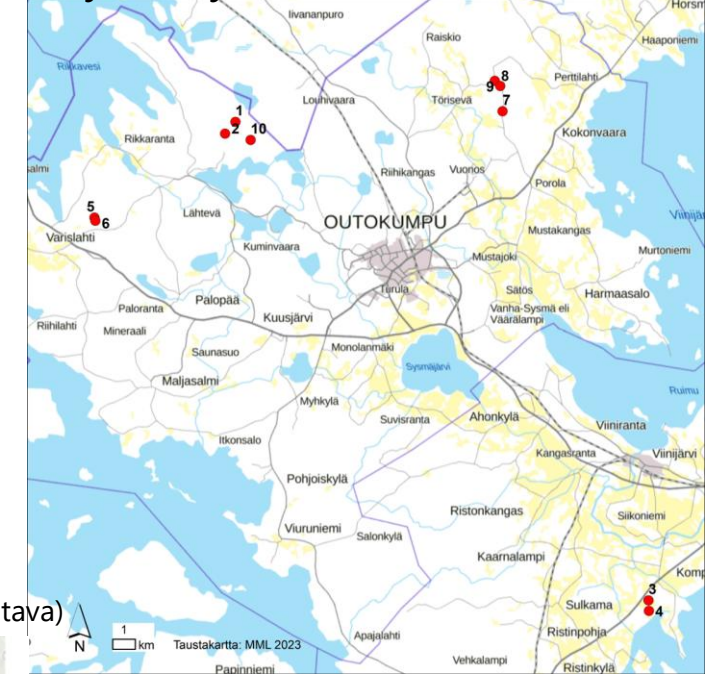 Iivananpuro
Horsm
Raiskio
Haaponiemi
Rikkavesi
Perttilahti
8
9
Törisevä
Louhivaara
7
1
2
10
Rikkaranta
Kokonvaara
salmi
Riihikangas
Vuonos
Porola
5
6
Lähtevä
OUTOKUMPU
Viinij
Varislahti
Kuminvaara
Mustakangas
Mustajoki
Murtoniemi
Turula
Sätös
Harmaasalo
Palopää
Paloranta
Kuusjärvi
Vanha-Sysmä eli
Väärälampi
Riihilahti
Mineraali
Saunasuo
Monolanmäki
Sysmäjärvi
Maljasalmi
Ruimu
Myhkylä
Suvisranta
Ahonkylä
Viiniranta
Itkonsalo
Kangasranta
Viinijärvi
Pohjoiskylä
Ristonkangas
Siikoniemi
Viuruniemi
Salonkylä
Kaarnalampi
Komp
3
4
Sulkama
tava)
1
km
N
Taustakartta: MML 2023
Apajalahti
Ristinpohja
Vehkalampi
Papinniemi
Ristinkylä